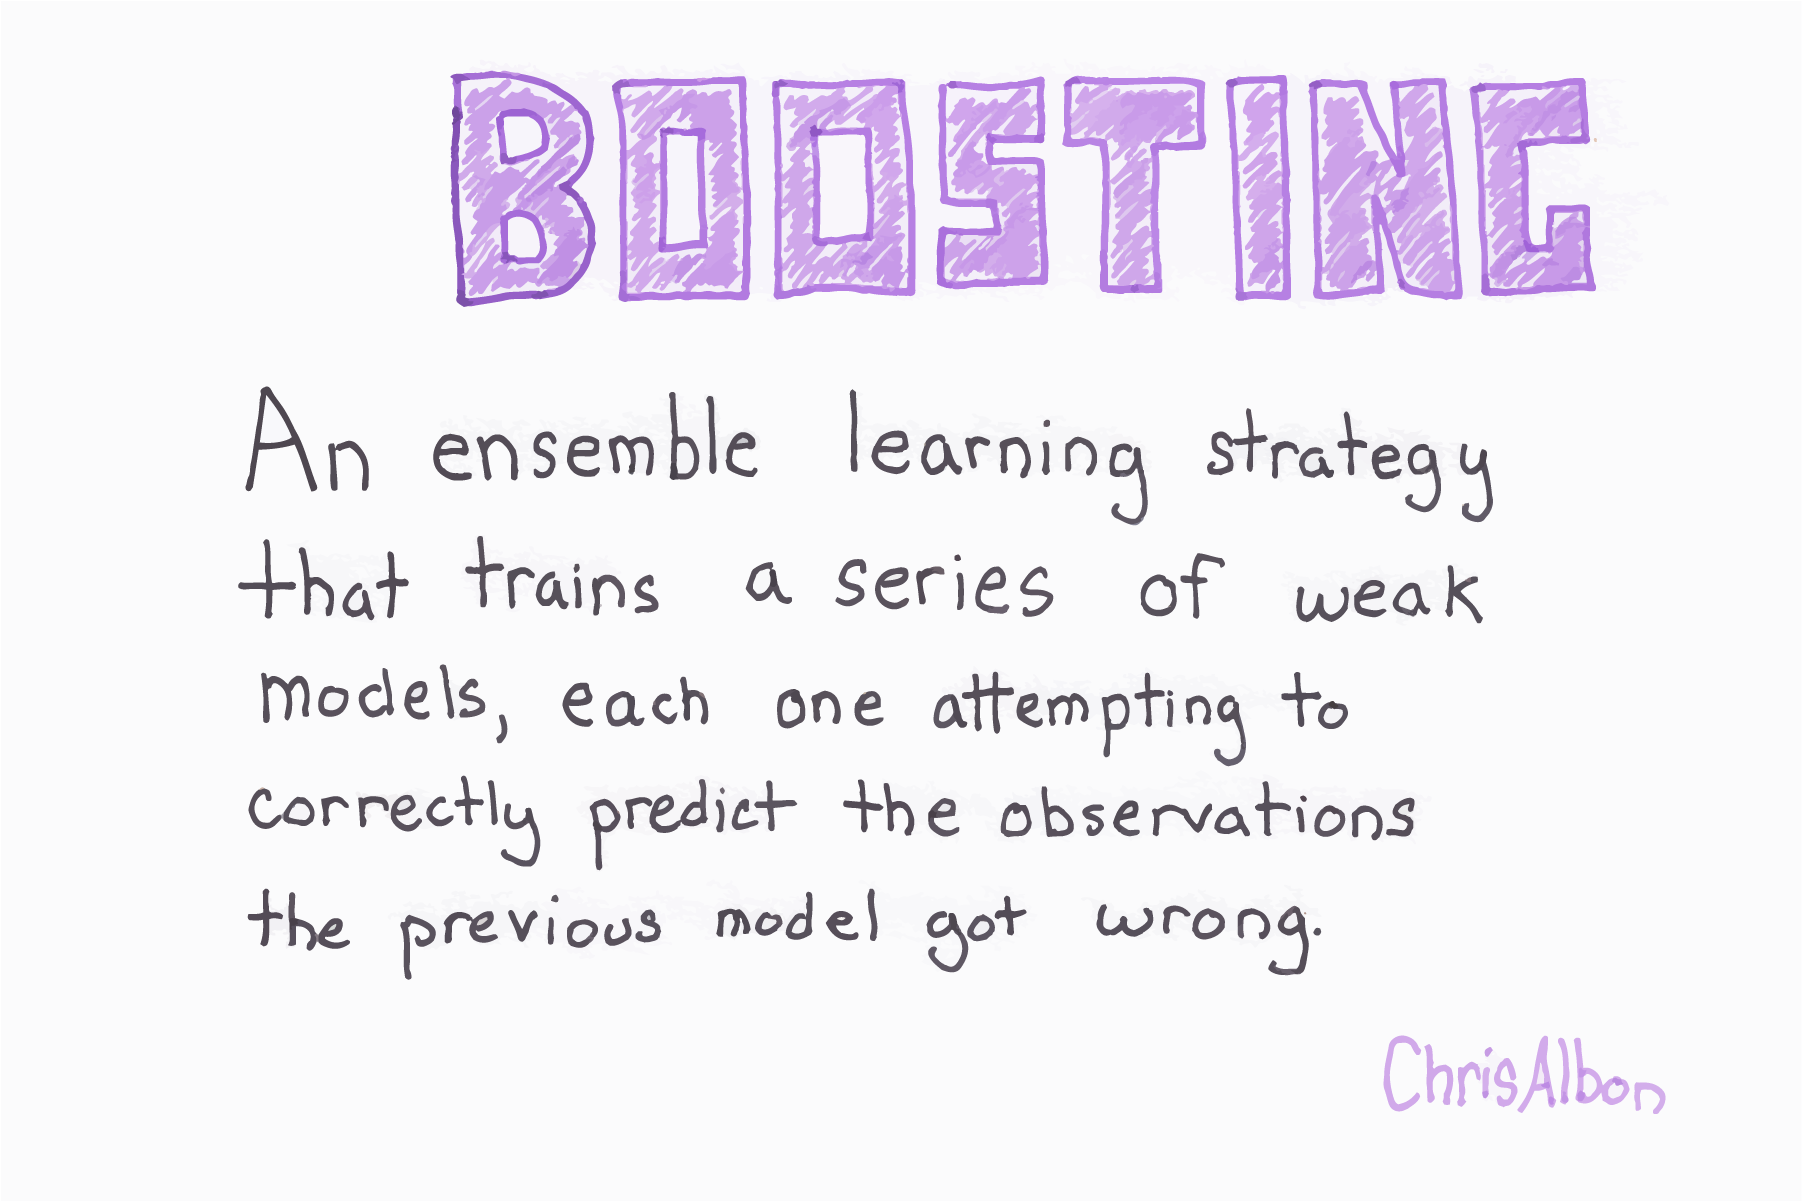 BOOSTING
An ensemble learning strategy
that trains a series of weak
models, each one attempting to
correctly predict the observations
the previous model got wrong.
ChrisAlbon